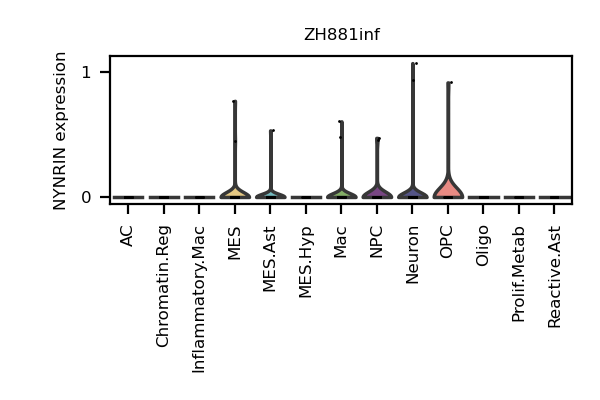 ZH881inf
NYNRIN expression
1
0
AC
Chromatin.Reg
Inflammatory.Mac
MES
MES.Ast
MES.Hyp
Mac
NPC
Neuron
OPC
Oligo
Prolif.Metab
Reactive.Ast